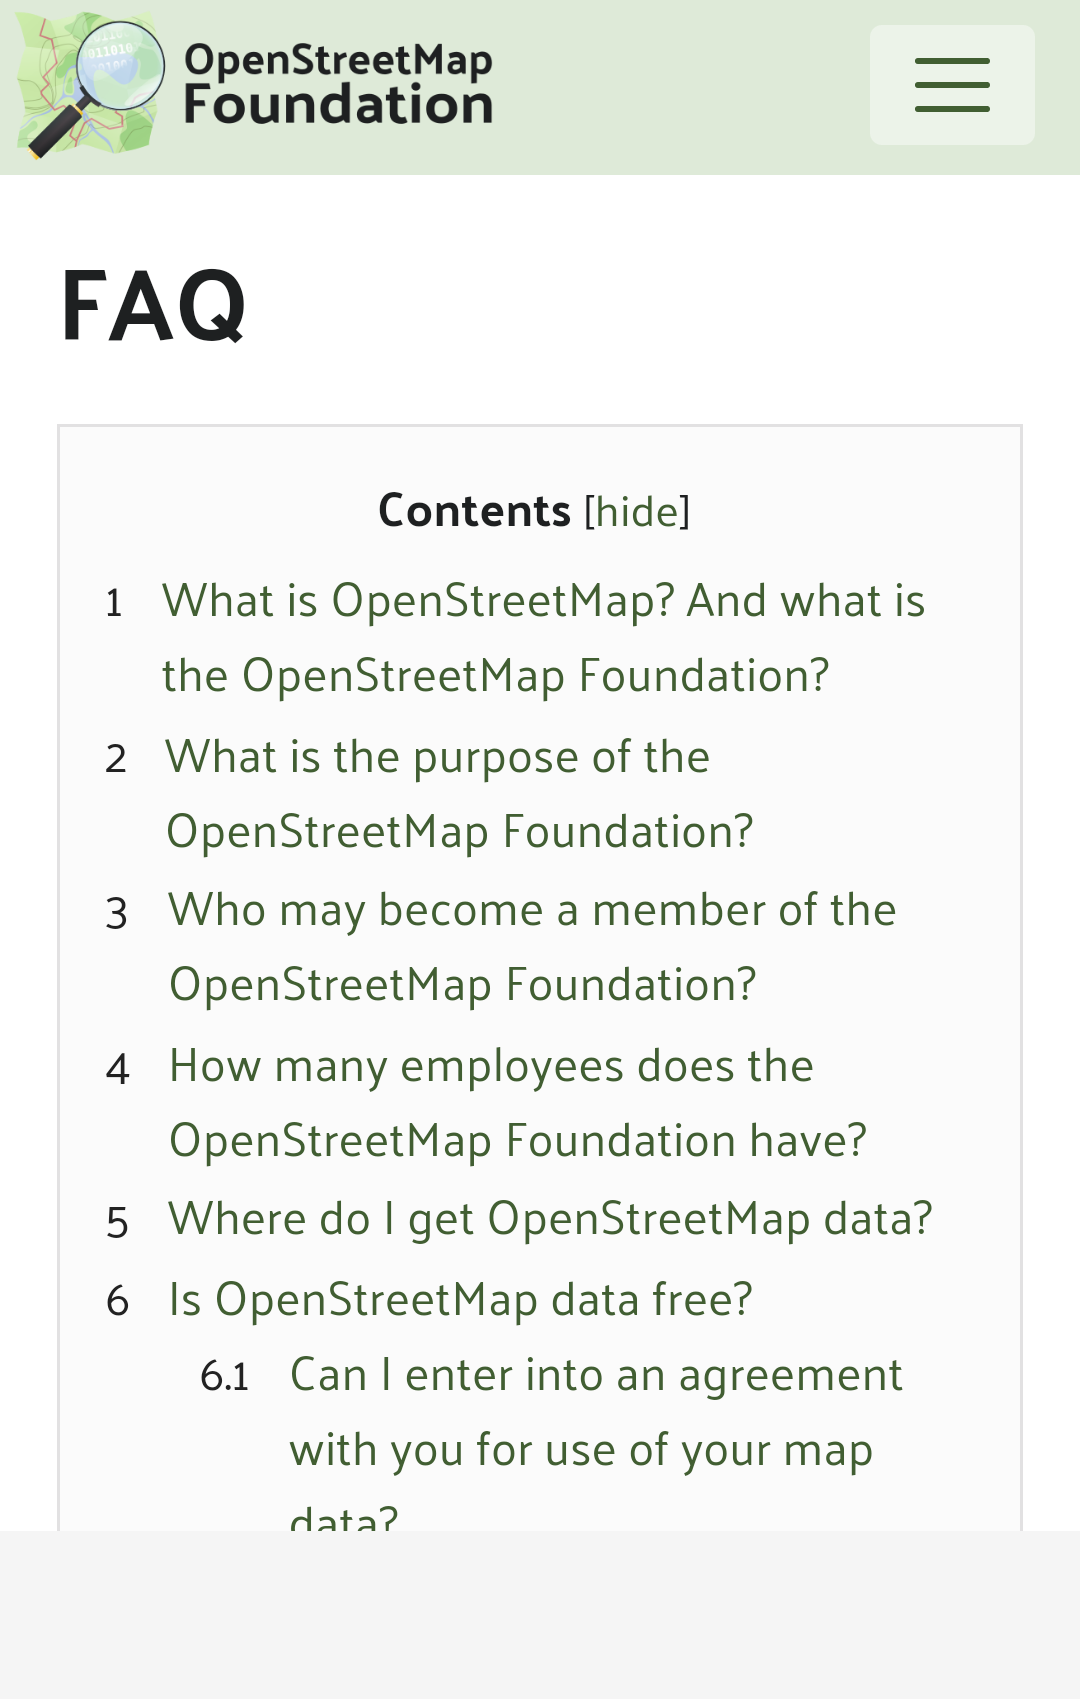 011010
OpenStreetMap
Foundation
FAQ
Contents [hide]
1 What is OpenStreetMap? And what is
the OpenStreetMap Foundation?
2 What is the purpose of the
OpenStreetMap Foundation?
3 Who may become a member of the
OpenStreetMap Foundation?
4 How many employees does the
OpenStreetMap Foundation have?
5 Where do I get OpenStreetMap data?
6 Is OpenStreetMap data free?
6.1 Can I enter into an agreement
with you for use of your map
data?